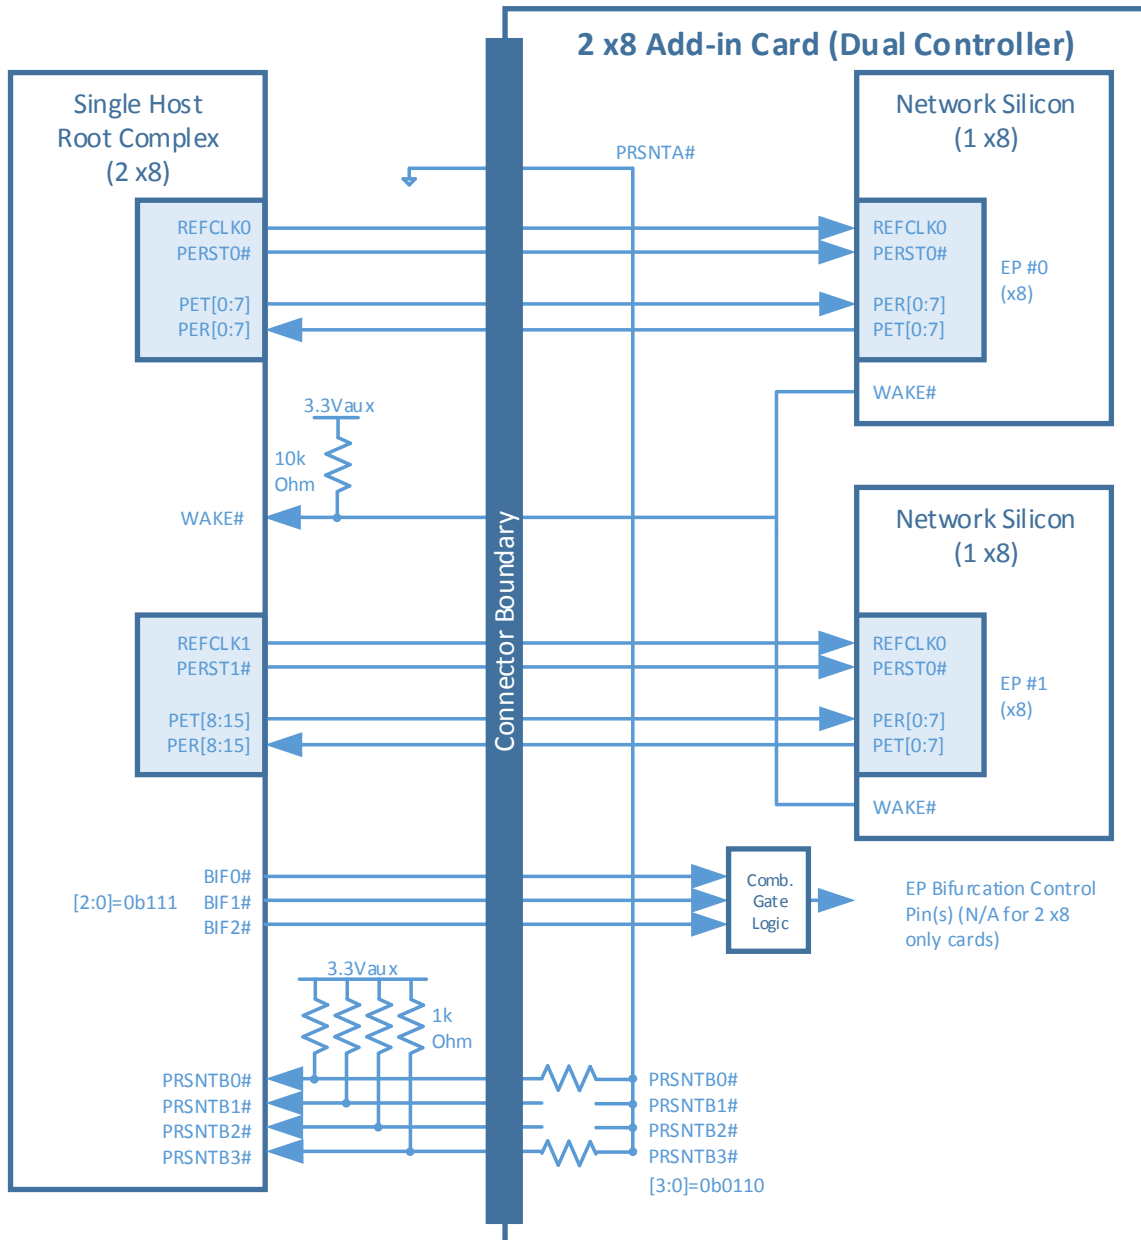 2 x8 Add-in Card (Dual Controller)
Single Host
Root Complex
(2 x8)
Network Silicon
(1 x8)
PRSNTA#
REFCLK0
PERST0#
PET[0:7]
PER[0:7]
REFCLK0
PERST0#
PER[0:7]
PET[0:7]
EP #0
(x8)
WAKE#
3.3Vaux
10k
Ohm
WAKE#
Connector Boundary
Network Silicon
(1 x8)
REFCLK1
PERST1#
PET[8:15]
PER[8:15]
REFCLK0
PERST0#
PER[0:7]
PET[0:7]
EP #1
(x8)
WAKE#
BIF0#
[2:0]=0b111
BIF1#
BIF2#
Comb.
Gate
Logic
EP Bifurcation Control
Pin(s) (N/A for 2 x8
only cards)
3.3Vaux
1k
Ohm
PRSNTB0#
PRSNTB1#
PRSNTB2#
PRSNTB3#
PRSNTB0#
PRSNTB1#
PRSNTB2#
PRSNTB3#
[3:0]=0b0110